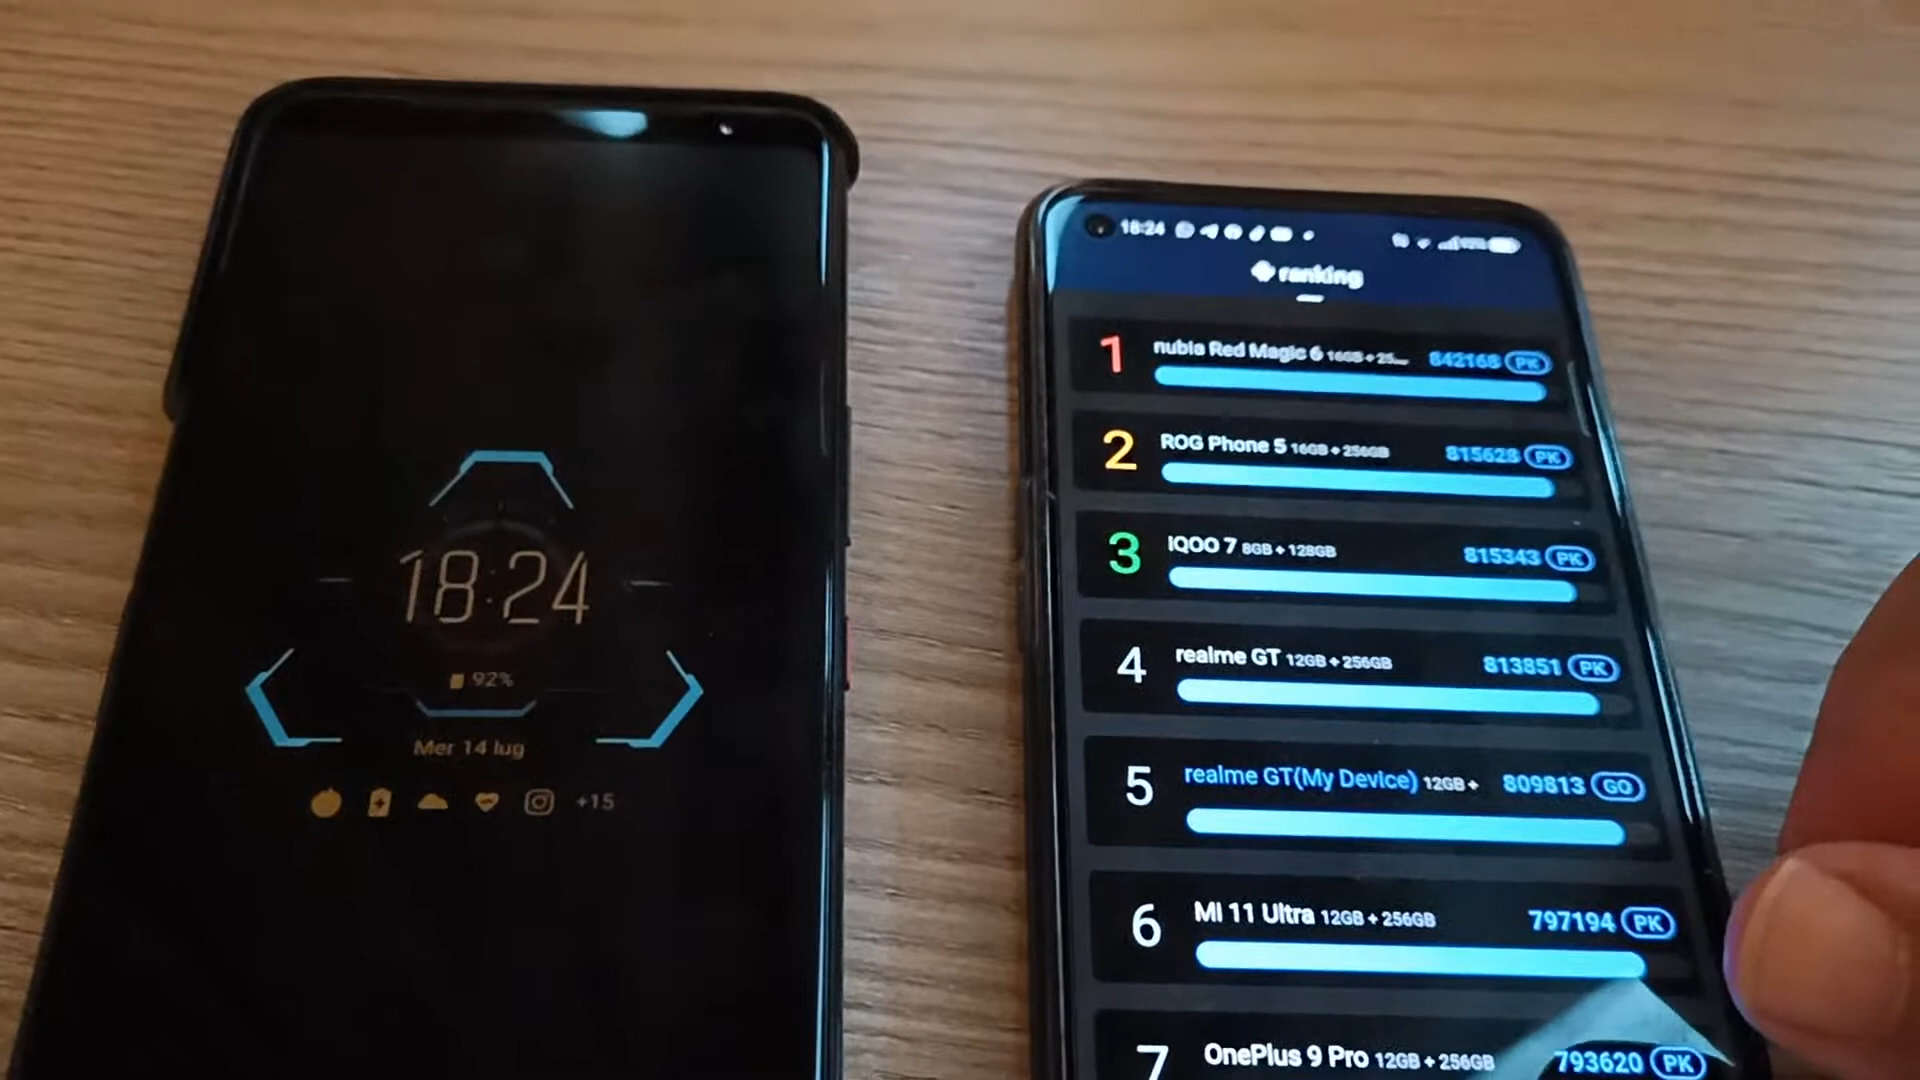 18:24
92%
Mer 14 lug
+15
18:24
ranking
1 nubia Red Magic 6 16GB + 25... 842168 PK
2 ROG Phone 5 16GB + 256GB 815628 PK
3 IQOO 7 8GB + 128GB 815343 PK
4 realme GT 12GB + 256GB 813851 PK
5 realme GT(My Device) 12GB + 809813 GO
6 MI 11 Ultra 12GB + 256GB 797194 PK
7 OnePlus 9 Pro 12GB + 256GB 793620 PK